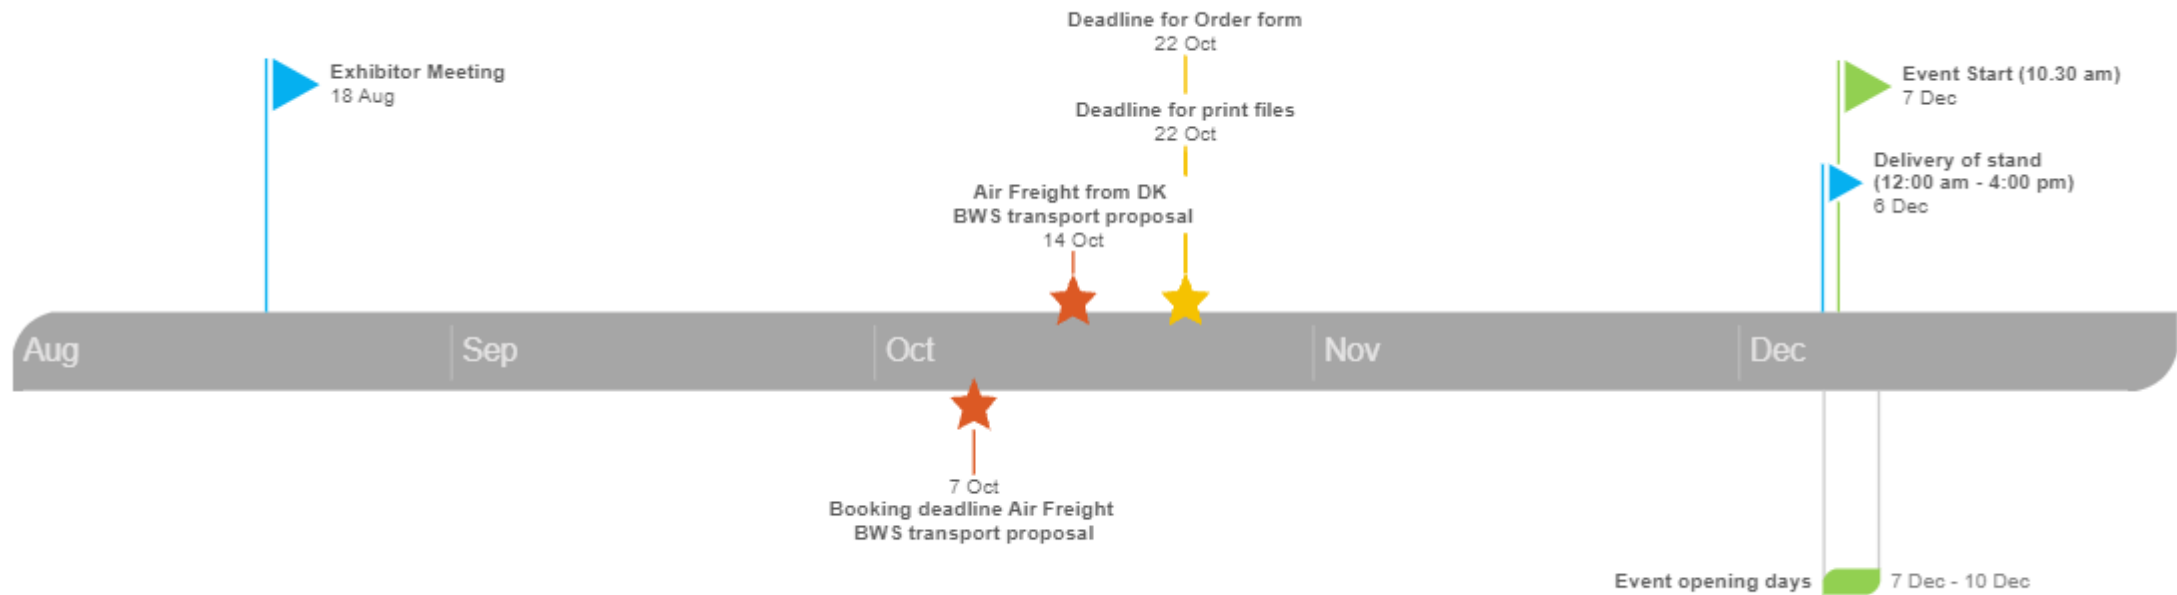 Deadline for Order form
22 Oct
Exhibitor Meeting
18 Aug
Event Start (10.30 am)
7 Dec
Deadline for print files
22 Oct
Delivery of stand
(12:00 am - 4:00 pm)
6 Dec
Air Freight from DK
BWS transport proposal
14 Oct
Aug
Sep
Oct
Nov
Dec
7 Oct
Booking deadline Air Freight
BWS transport proposal
Event opening days
7 Dec - 10 Dec